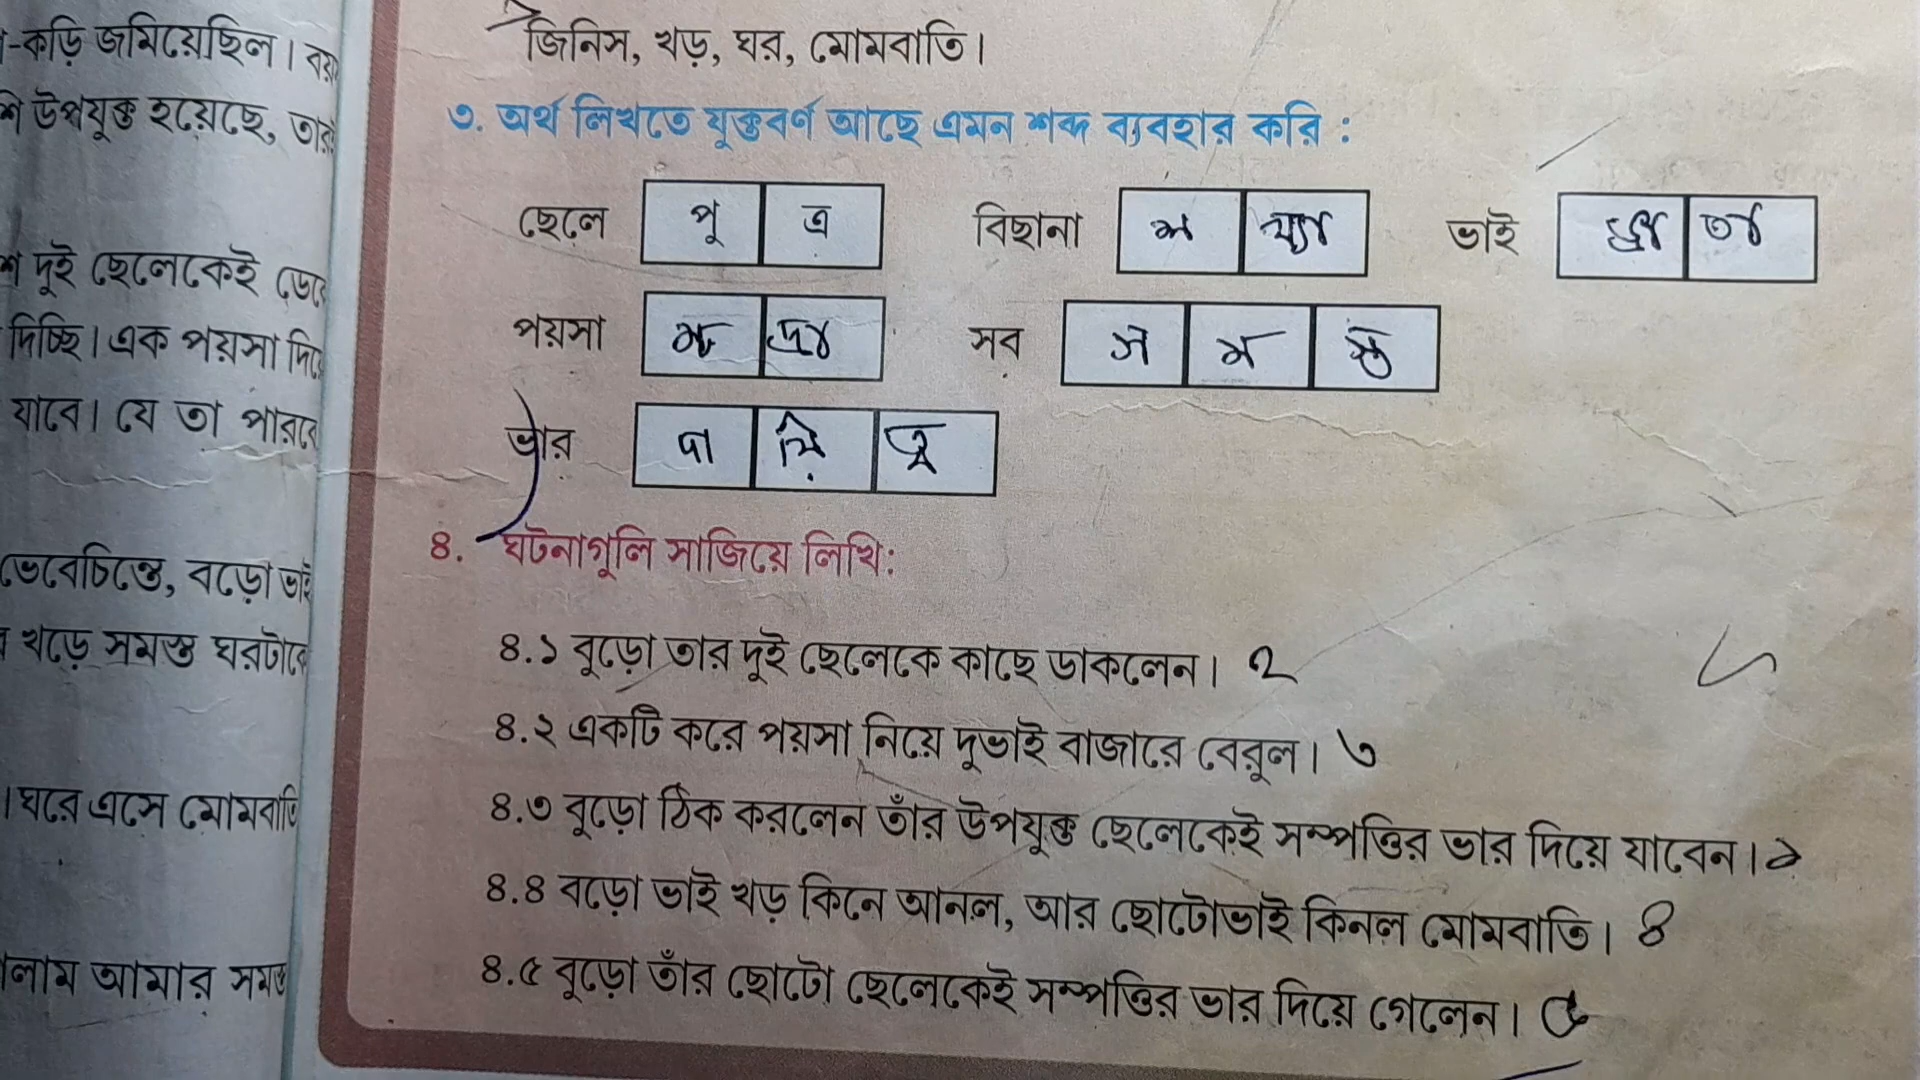 -কড়ি জমিয়েছিল। বয়
উপযুক্ত হয়েছে, তার
দুই ছেলেকেই ডেকে
দিচ্ছি। এক পয়সা দিয়ে
যাবে। যে তা পারবে
ভেবেচিন্তে, বড়ো ভাই
খড়ে সমস্ত ঘরটাকে
। ঘরে এসে মোমবাতি
লাম আমার সমস্ত
জিনিস, খড়, ঘর, মোমবাতি।
৩. অর্থ লিখতে যুক্তবর্ণ আছে এমন শব্দ ব্যবহার করি :
ছেলে পু ত্র বিছানা শ য্যা ভাই ভ্রা তা
পয়সা মু দ্রা সব স ম স্ত
ভার দা য়ি ত্ব
৪. ঘটনাগুলি সাজিয়ে লিখি:
৪.১ বুড়ো তার দুই ছেলেকে কাছে ডাকলেন। ২
৪.২ একটি করে পয়সা নিয়ে দুভাই বাজারে বেরুল। ৩
৪.৩ বুড়ো ঠিক করলেন তাঁর উপযুক্ত ছেলেকেই সম্পত্তির ভার দিয়ে যাবেন। ১
৪.৪ বড়ো ভাই খড় কিনে আনল, আর ছোটোভাই কিনল মোমবাতি। ৪
৪.৫ বুড়ো তাঁর ছোটো ছেলেকেই সম্পত্তির ভার দিয়ে গেলেন। ৫